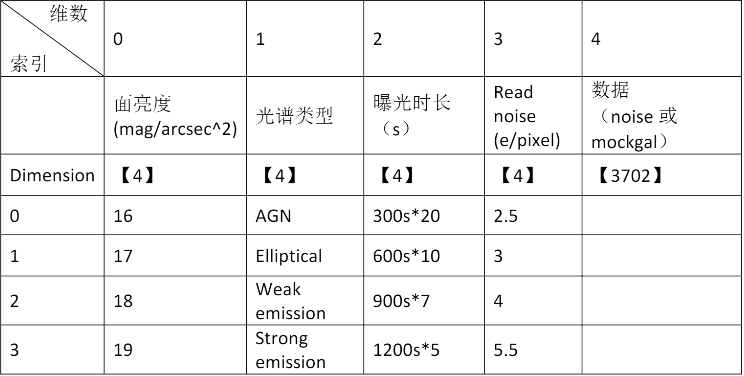 维数
索引
0
1
2
3
4
面亮度
(mag/arcsec^2)
光谱类型
曝光时长
（s）
Read
noise
(e/pixel)
数据
（noise 或
mockgal）
Dimension
【4】
【4】
【4】
【4】
【3702】
0
16
AGN
300s*20
2.5
1
17
Elliptical
600s*10
3
2
18
Weak
emission
900s*7
4
3
19
Strong
emission
1200s*5
5.5